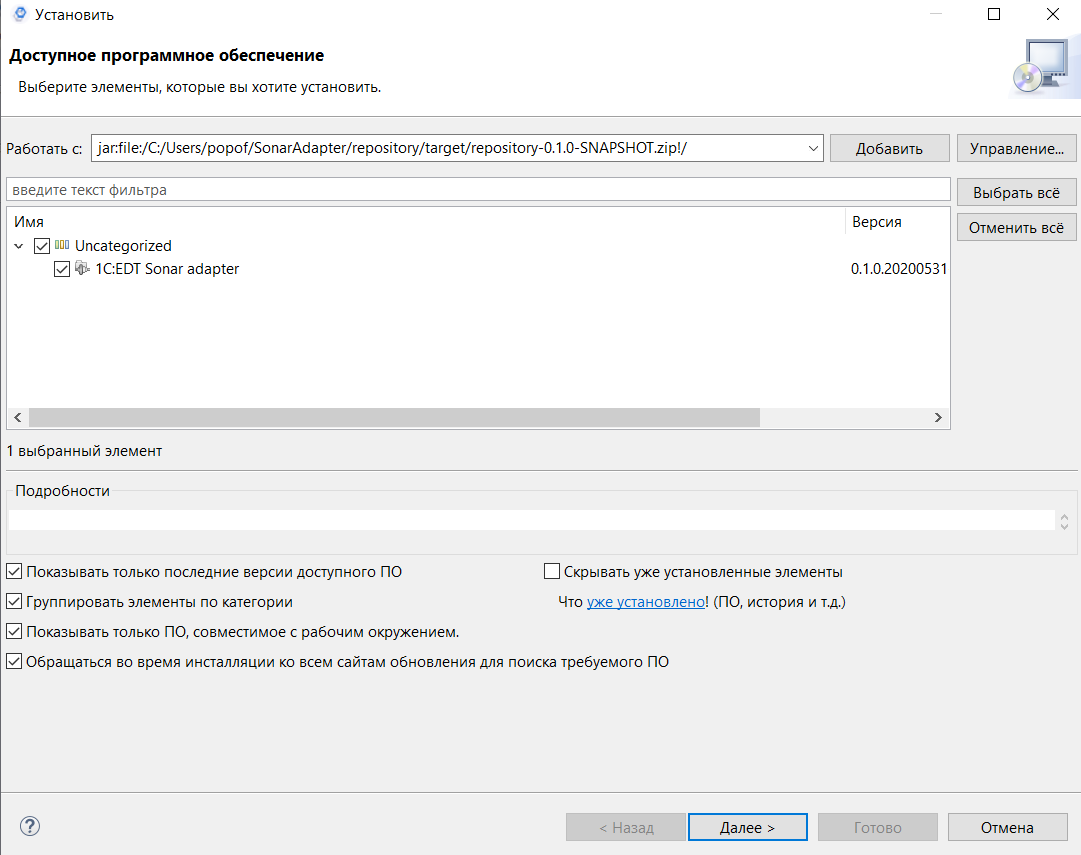 Установить
Доступное программное обеспечение
Выберите элементы, которые вы хотите установить.
Работать с: jar:file:/C:/Users/popof/SonarAdapter/repository/target/repository-0.1.0-SNAPSHOT.zip!/ Добавить Управление...
введите текст фильтра Выбрать всё
Имя Версия Отменить всё
Uncategorized
1C:EDT Sonar adapter 0.1.0.20200531
1 выбранный элемент
Подробности
Показывать только последние версии доступного ПО Скрывать уже установленные элементы
Группировать элементы по категории Что уже установлено! (ПО, история и т.д.)
Показывать только ПО, совместимое с рабочим окружением.
Обращаться во время инсталляции ко всем сайтам обновления для поиска требуемого ПО
? < Назад Далее > Готово Отмена